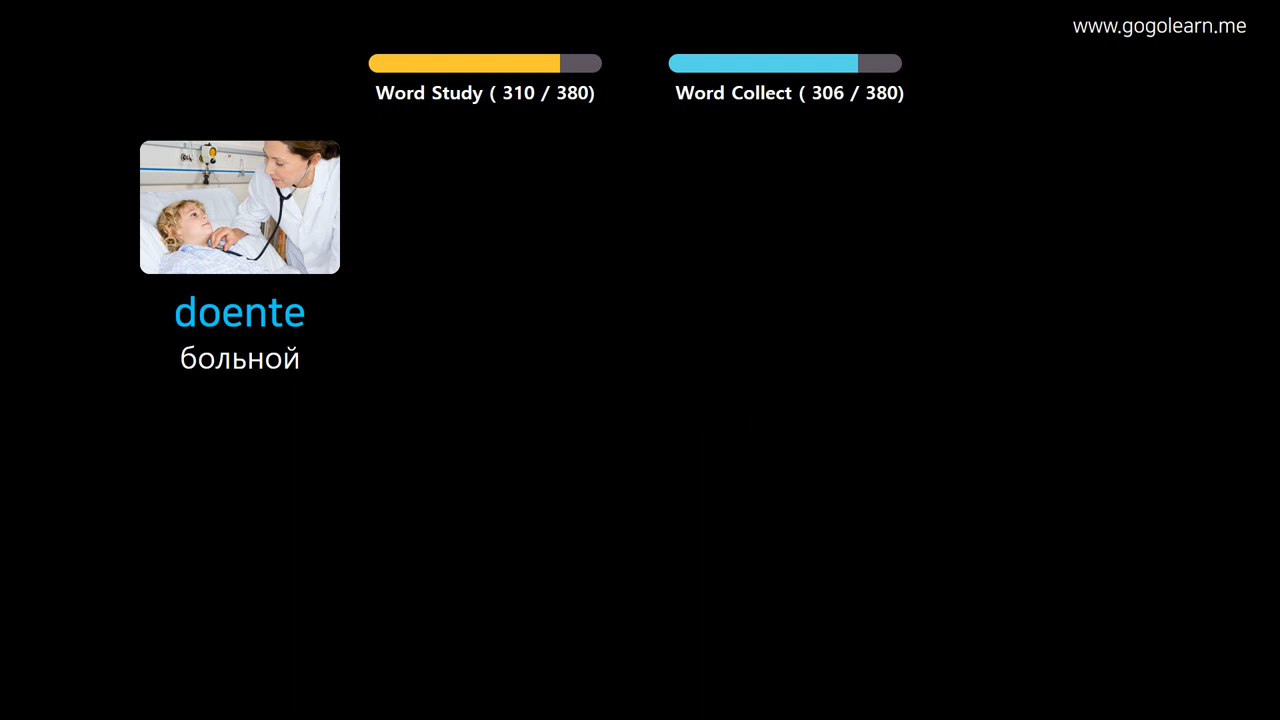 www.gogolearn.me
Word Study ( 310 / 380)
Word Collect ( 306 / 380)
doente
больной